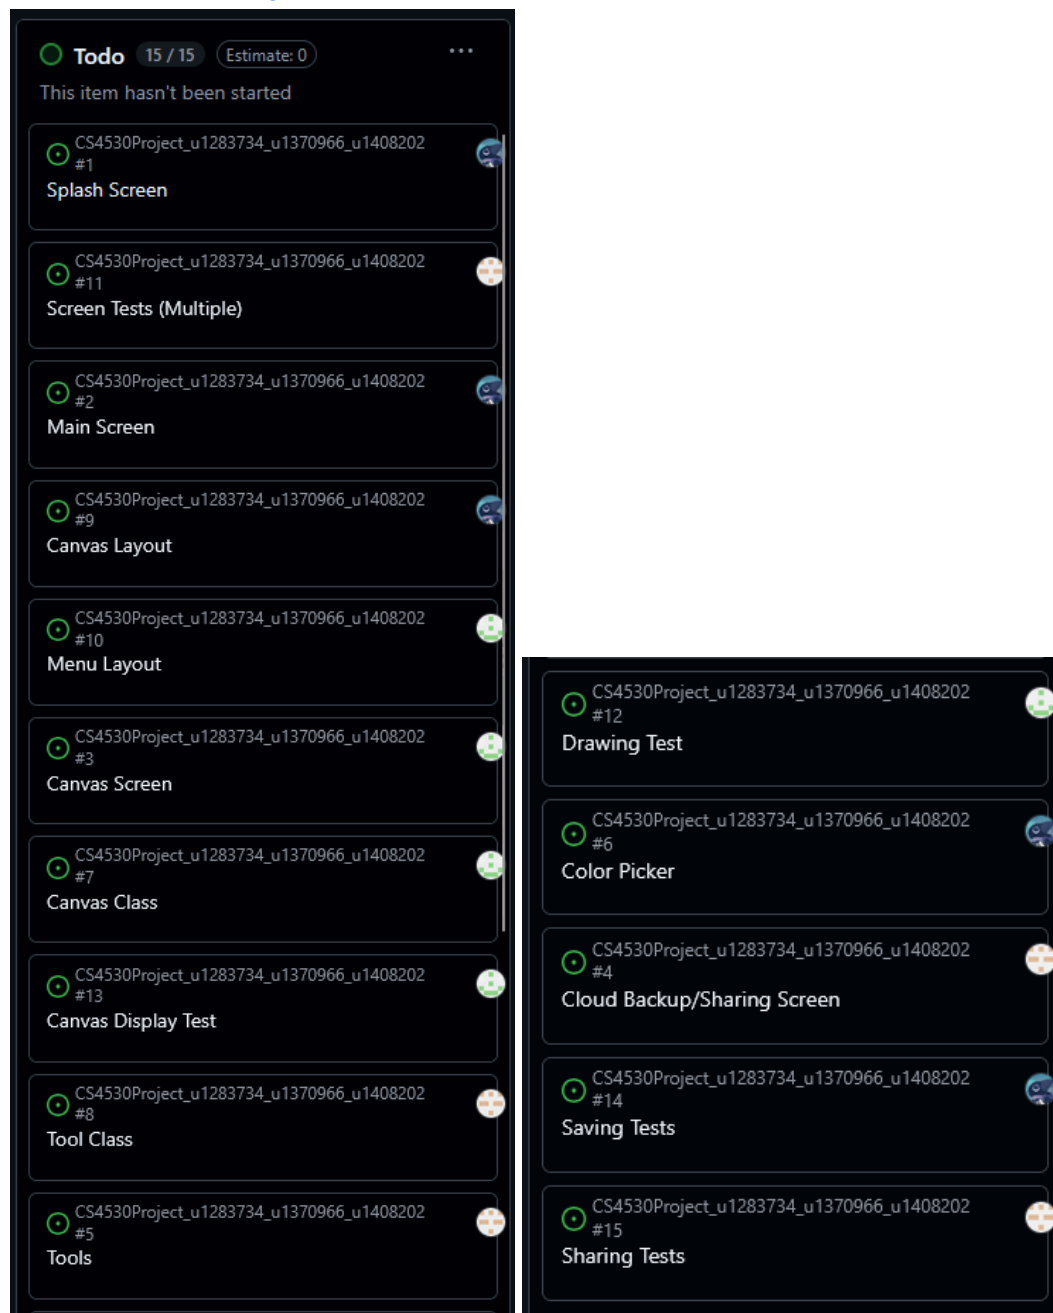 Todo 15 / 15 Estimate: 0 ...
This item hasn't been started
CS4530Project_u1283734_u1370966_u1408202
#1
Splash Screen
CS4530Project_u1283734_u1370966_u1408202
#11
Screen Tests (Multiple)
CS4530Project_u1283734_u1370966_u1408202
#2
Main Screen
CS4530Project_u1283734_u1370966_u1408202
#9
Canvas Layout
CS4530Project_u1283734_u1370966_u1408202
#10
Menu Layout
CS4530Project_u1283734_u1370966_u1408202
#3
Canvas Screen
CS4530Project_u1283734_u1370966_u1408202
#7
Canvas Class
CS4530Project_u1283734_u1370966_u1408202
#13
Canvas Display Test
CS4530Project_u1283734_u1370966_u1408202
#8
Tool Class
CS4530Project_u1283734_u1370966_u1408202
#5
Tools
CS4530Project_u1283734_u1370966_u1408202
#12
Drawing Test
CS4530Project_u1283734_u1370966_u1408202
#6
Color Picker
CS4530Project_u1283734_u1370966_u1408202
#4
Cloud Backup/Sharing Screen
CS4530Project_u1283734_u1370966_u1408202
#14
Saving Tests
CS4530Project_u1283734_u1370966_u1408202
#15
Sharing Tests